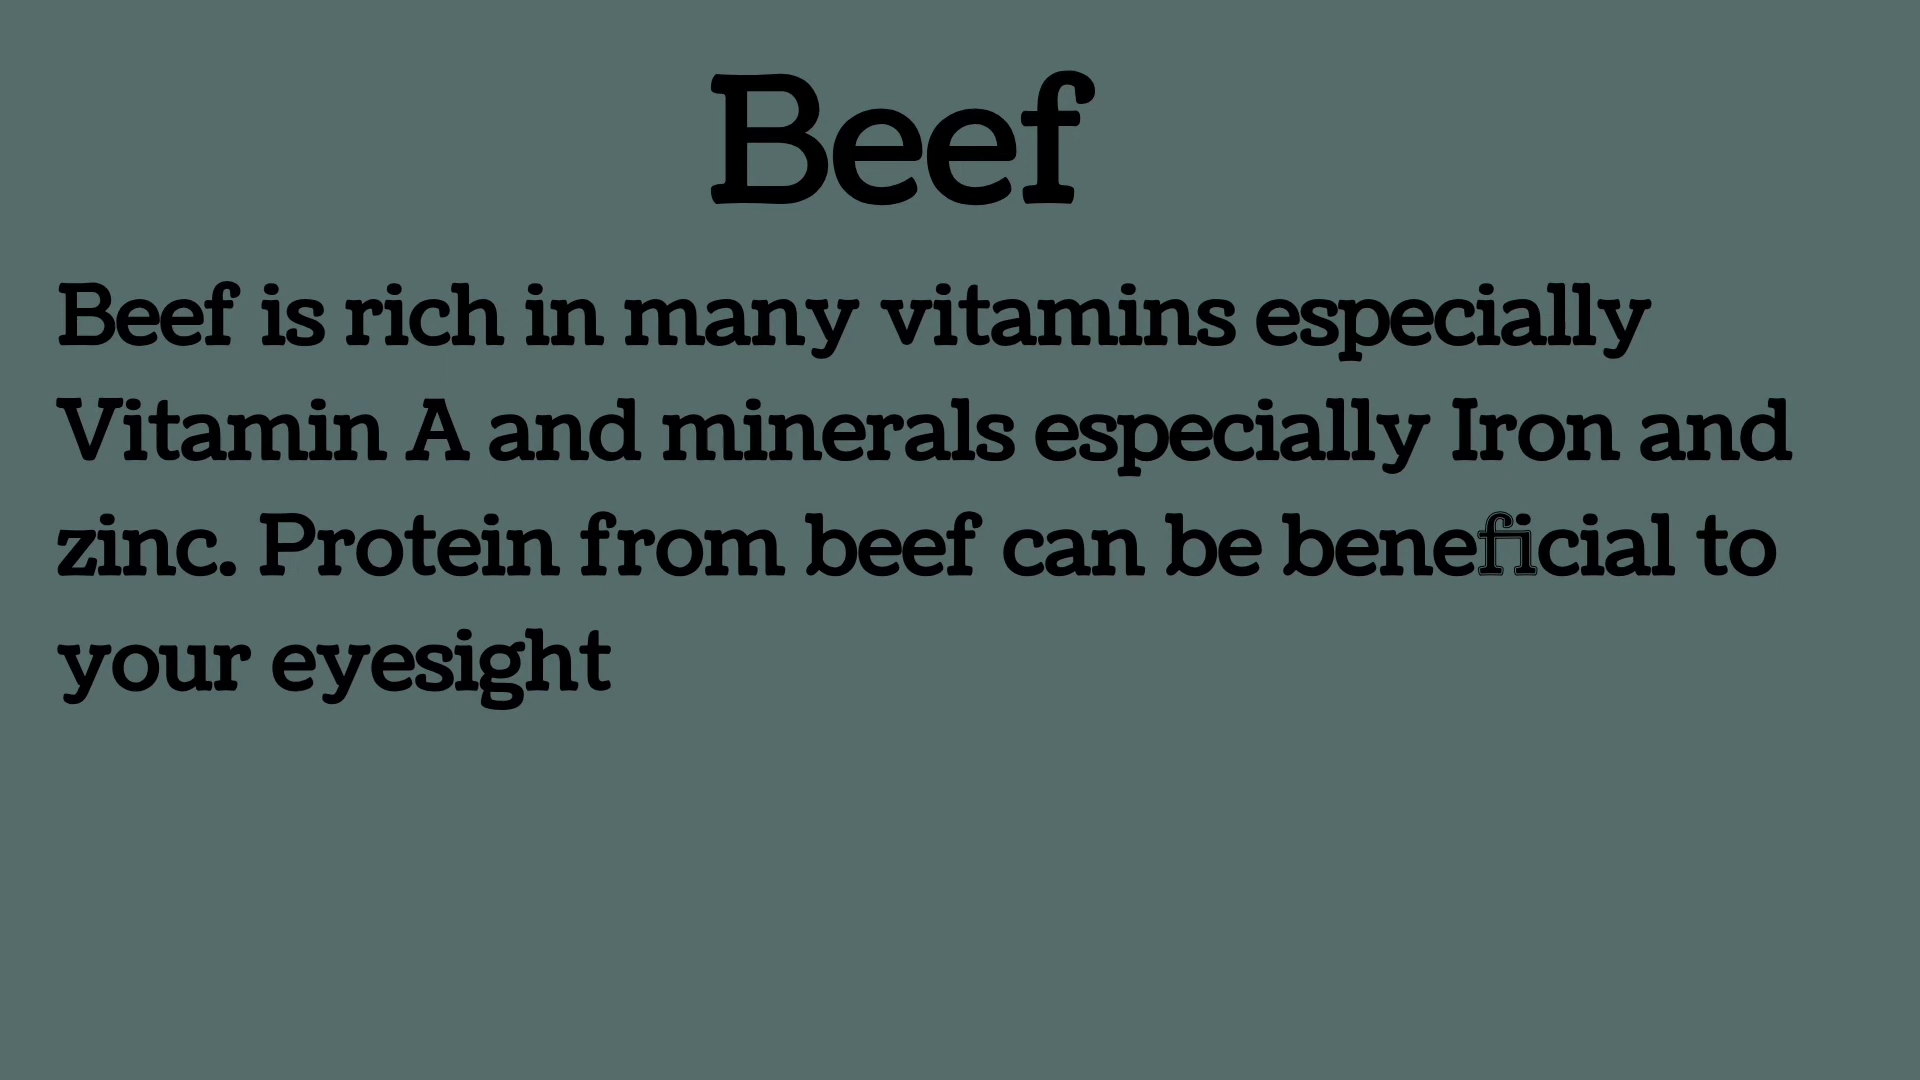 Beef
Beef is rich in many vitamins especially
Vitamin A and minerals especially Iron and
zinc. Protein from beef can be beneficial to
your eyesight